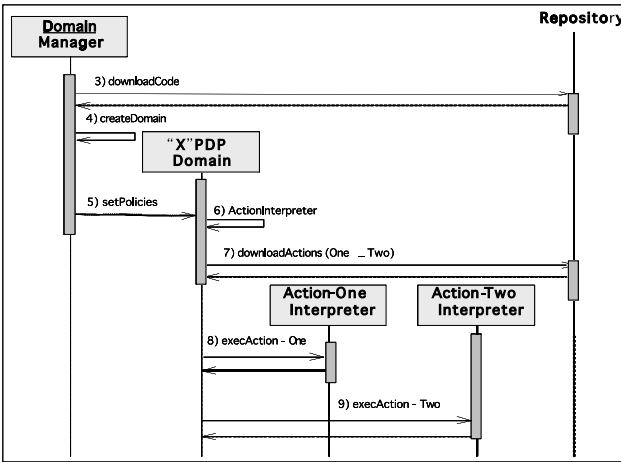 Domain
Manager
Repository
3) downloadCode
4) createDomain
"X"PDP
Domain
5) setPolicies
6) ActionInterpreter
7) downloadActions (One _ Two)
Action-One
Interpreter
Action-Two
Interpreter
8) execAction - One
9) execAction - Two